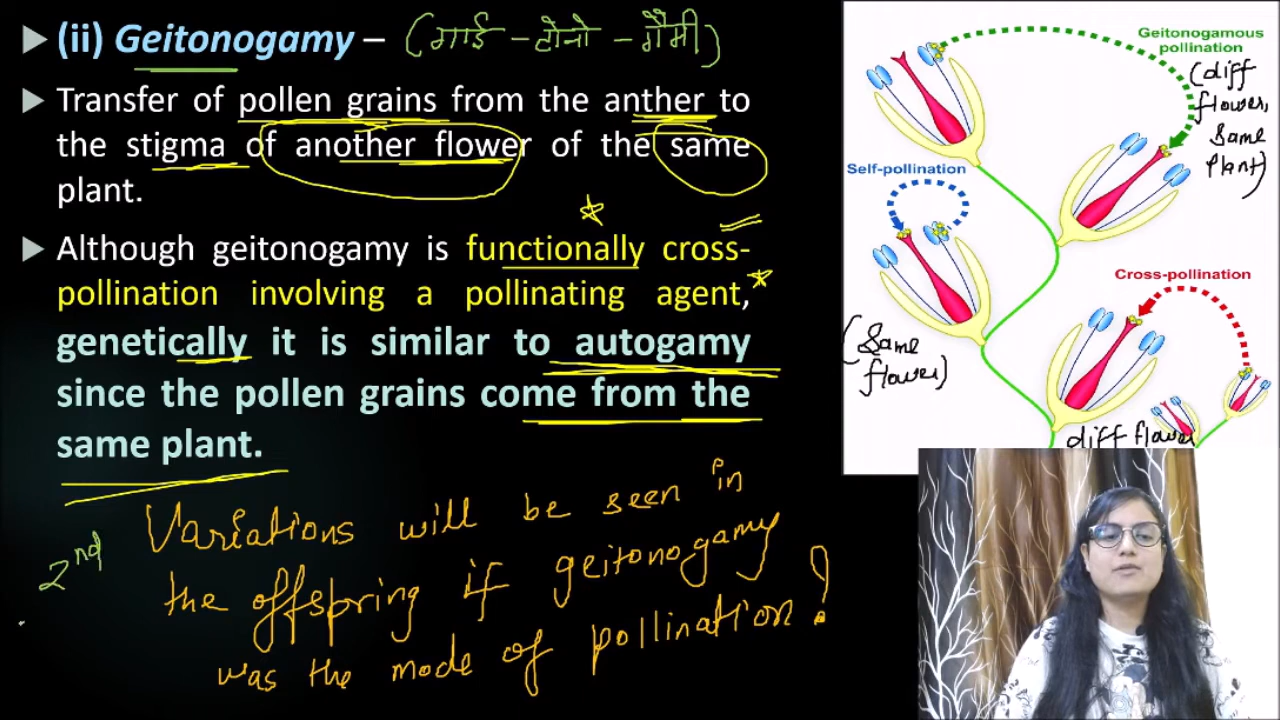 (ii) Geitonogamy – (गाई - टोनो - गैमी)
Transfer of pollen grains from the anther to
the stigma of another flower of the same
plant.
Although geitonogamy is functionally cross-
pollination involving a pollinating agent,
genetically it is similar to autogamy
since the pollen grains come from the
same plant.
2nd Variations will be seen in
the offspring if geitonogamy
was the mode of pollination?
Geitonogamous
pollination
(diff
flower,
same
plant)
Self-pollination
(Same
flower)
Cross-pollination
diff flower